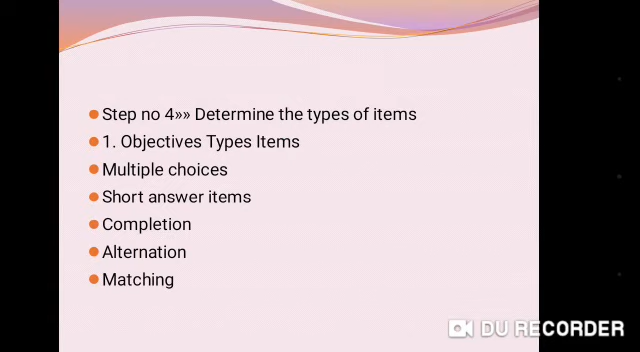 Step no 4»» Determine the types of items
1. Objectives Types Items
Multiple choices
Short answer items
Completion
Alternation
Matching
DU RECORDER